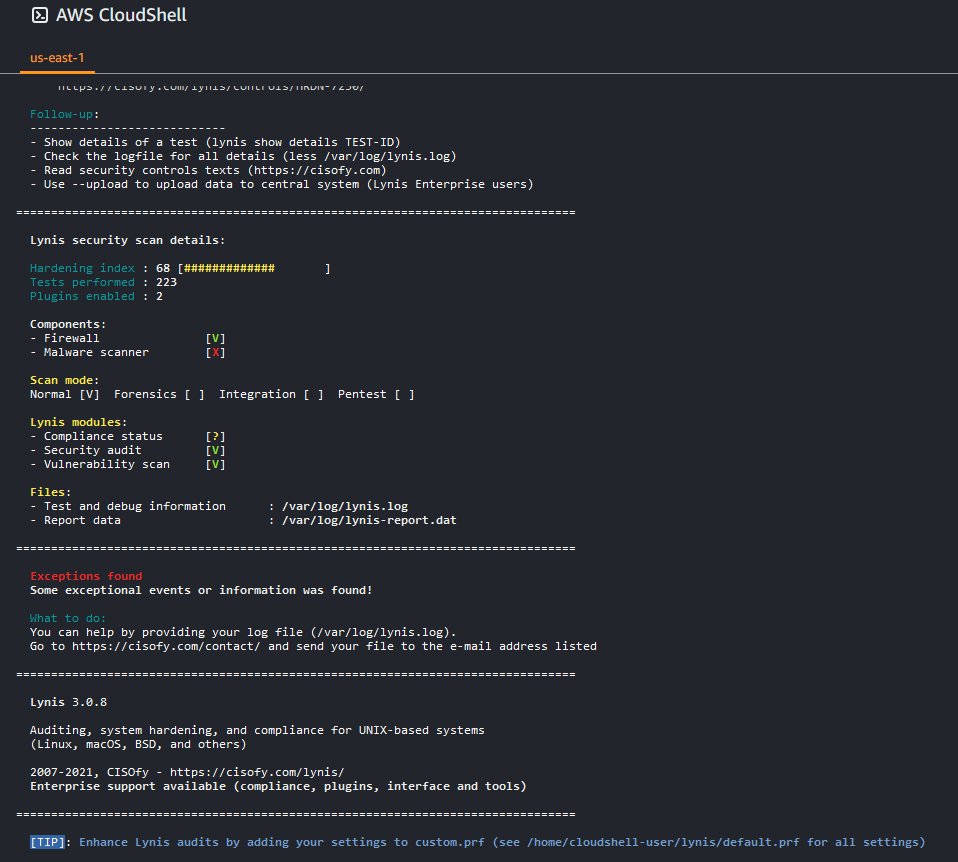 AWS CloudShell
us-east-1
https://cisofy.com/lynis/controls/HRDN-7230/
Follow-up:
----------------------------
- Show details of a test (lynis show details TEST-ID)
- Check the logfile for all details (less /var/log/lynis.log)
- Read security controls texts (https://cisofy.com)
- Use --upload to upload data to central system (Lynis Enterprise users)
================================================================================
Lynis security scan details:
Hardening index : 68 [#############       ]
Tests performed : 223
Plugins enabled : 2
Components:
- Firewall               [V]
- Malware scanner        [X]
Scan mode:
Normal [V]  Forensics [ ]  Integration [ ]  Pentest [ ]
Lynis modules:
- Compliance status      [?]
- Security audit         [V]
- Vulnerability scan     [V]
Files:
- Test and debug information      : /var/log/lynis.log
- Report data                     : /var/log/lynis-report.dat
================================================================================
Exceptions found
Some exceptional events or information was found!
What to do:
You can help by providing your log file (/var/log/lynis.log).
Go to https://cisofy.com/contact/ and send your file to the e-mail address listed
================================================================================
Lynis 3.0.8
Auditing, system hardening, and compliance for UNIX-based systems
(Linux, macOS, BSD, and others)
2007-2021, CISOfy - https://cisofy.com/lynis/
Enterprise support available (compliance, plugins, interface and tools)
================================================================================
[TIP]: Enhance Lynis audits by adding your settings to custom.prf (see /home/cloudshell-user/lynis/default.prf for all settings)